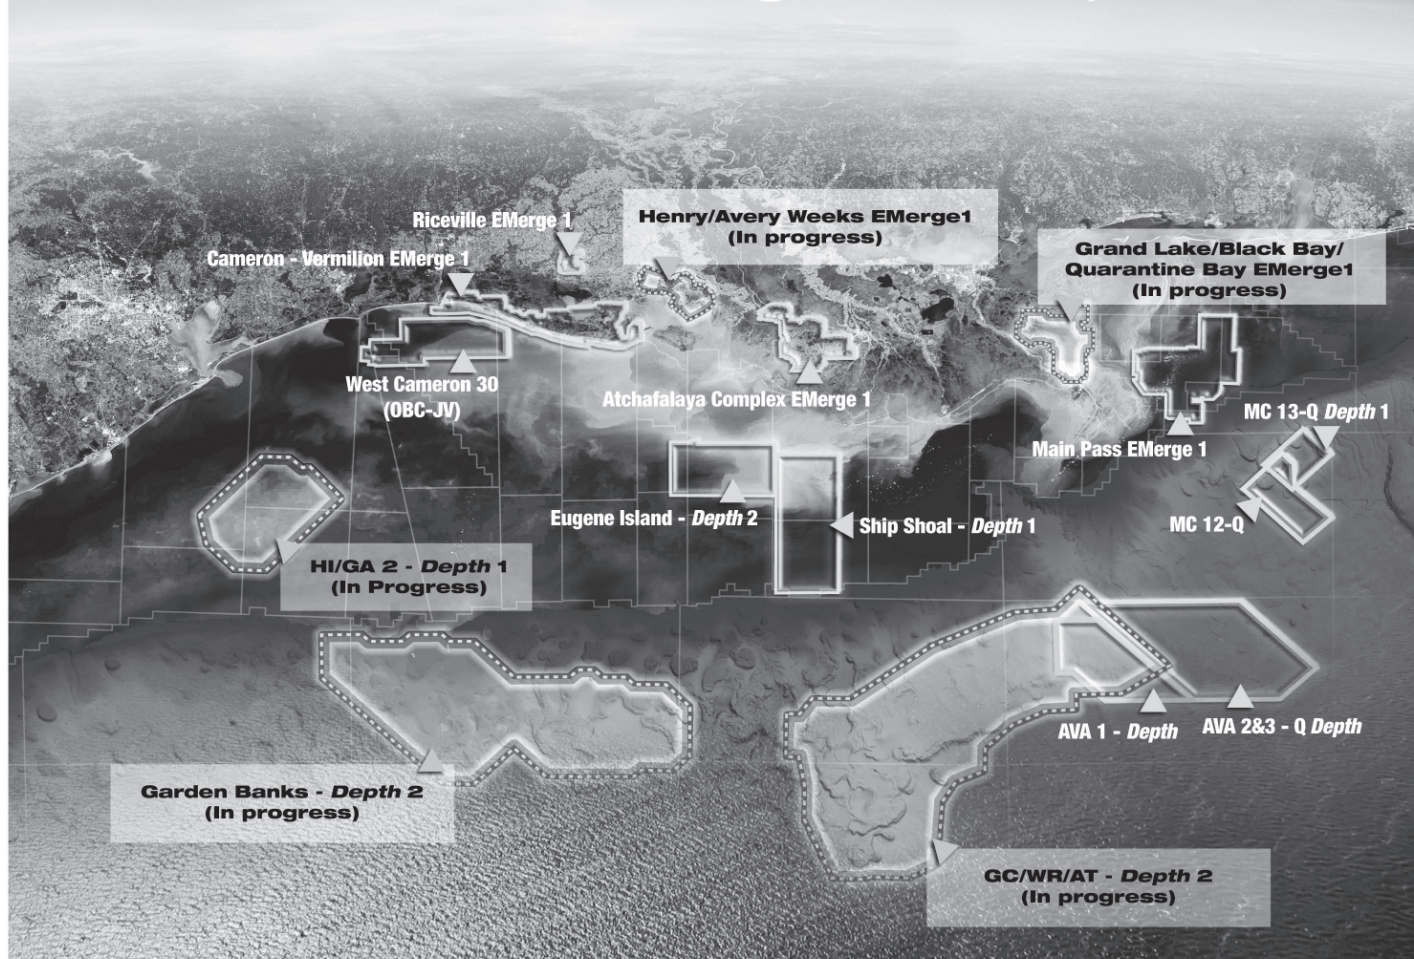 Henry/Avery Weeks EMerge1
(In progress)
Riceville EMerge 1
Cameron - Vermilion EMerge 1
Grand Lake/Black Bay/
Quarantine Bay EMerge1
(In progress)
West Cameron 30
(OBC-JV)
Atchafalaya Complex EMerge 1
MC 13-Q Depth 1
Main Pass EMerge 1
Eugene Island - Depth 2
Ship Shoal - Depth 1
MC 12-Q
HI/GA 2 - Depth 1
(In Progress)
AVA 1 - Depth
AVA 2&3 - Q Depth
Garden Banks - Depth 2
(In progress)
GC/WR/AT - Depth 2
(In progress)